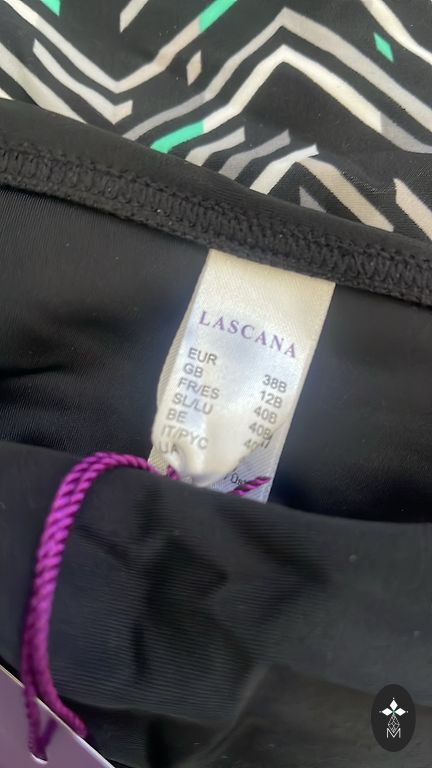 LASCANA
EUR 38B
GB 12B
FR/ES 40B
SL/LU 40B
BE
IT/PYC